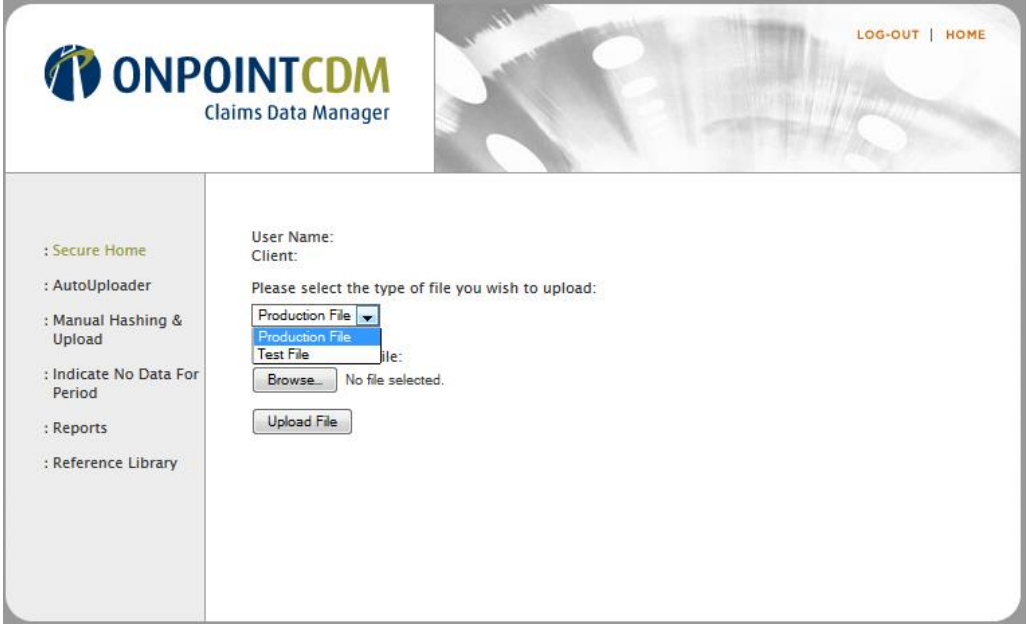 LOG-OUT | HOME
ONPOINTCDM
Claims Data Manager
: Secure Home
: AutoUploader
: Manual Hashing &
Upload
: Indicate No Data For
Period
: Reports
: Reference Library
User Name:
Client:
Please select the type of file you wish to upload:
Production File
Production File
Test File
ile:
Browse... No file selected.
Upload File